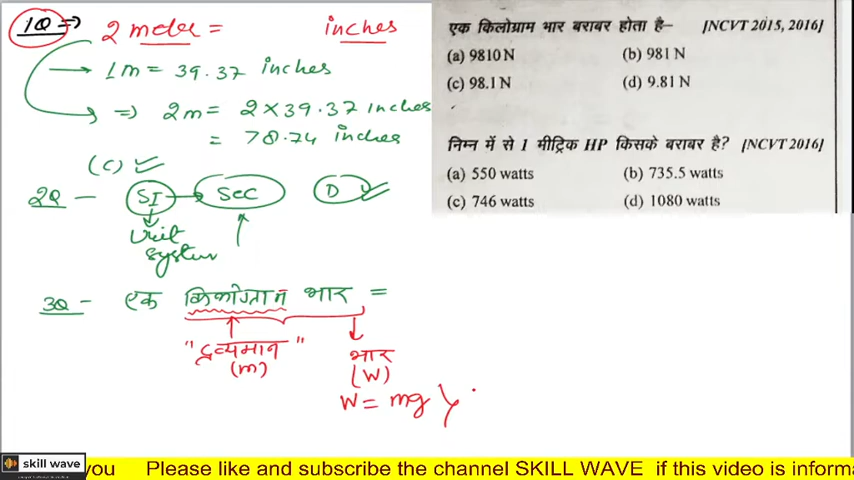 1Q ⇒ 2 meter = inches
→ 1m = 39.37 inches
⇒ 2m = 2 × 39.37 inches
= 78.74 inches
(C) ✓
2Q - SI → Sec D ✓
Unit
System
3Q - एक किलोग्राम भार =
"द्रव्यमान" भार
(m) (W)
W = mg
एक किलोग्राम भार बराबर होता है– [NCVT 2015, 2016]
(a) 9810 N (b) 981 N
(c) 98.1 N (d) 9.81 N
निम्न में से 1 मीट्रिक HP किसके बराबर है? [NCVT 2016]
(a) 550 watts (b) 735.5 watts
(c) 746 watts (d) 1080 watts
skill wave
you Please like and subscribe the channel SKILL WAVE if this video is informa